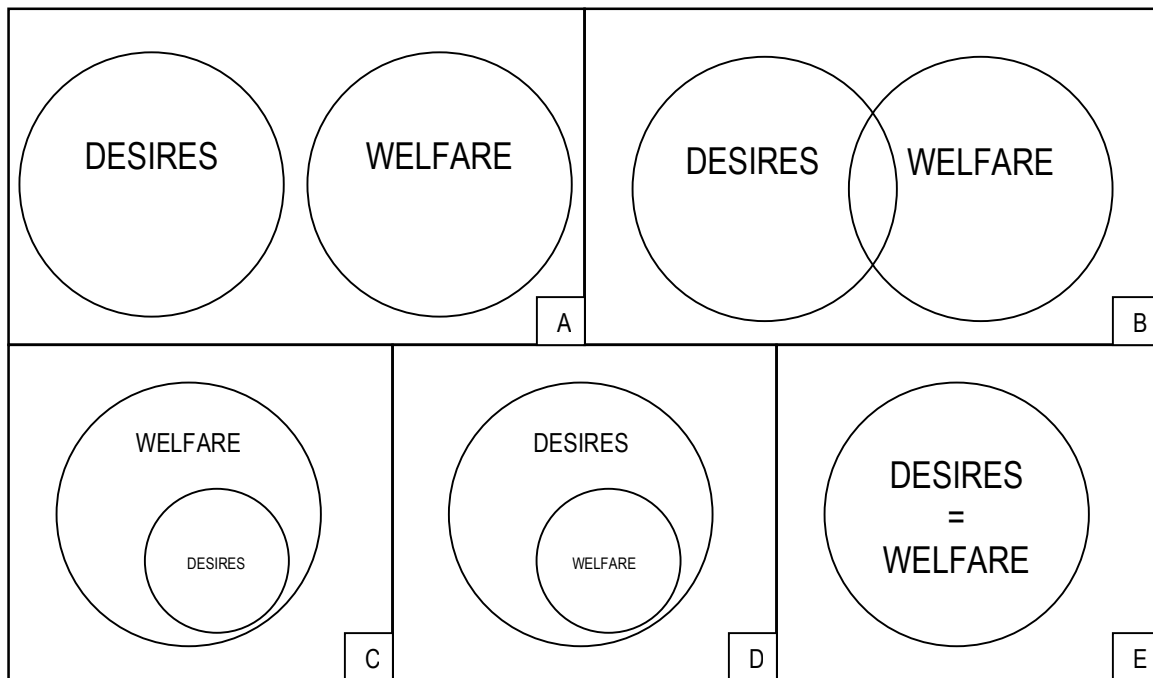 DESIRES
WELFARE
A
DESIRES
WELFARE
B
WELFARE
DESIRES
C
DESIRES
WELFARE
D
DESIRES
=
WELFARE
E